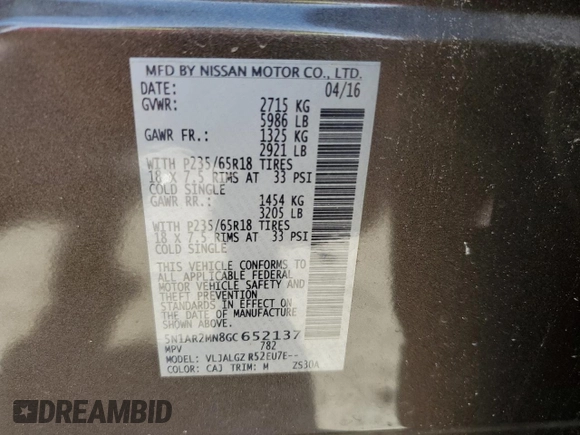 MFD BY NISSAN MOTOR CO., LTD.
DATE: 04/16
GVWR: 2715 KG
5986 LB
GAWR FR.: 1325 KG
2921 LB
WITH P235/65R18 TIRES
18 X 7.5 RIMS AT 33 PSI
COLD SINGLE
GAWR RR.: 1454 KG
3205 LB
WITH P235/65R18 TIRES
18 X 7.5 RIMS AT 33 PSI
COLD SINGLE
THIS VEHICLE CONFORMS TO
ALL APPLICABLE FEDERAL
MOTOR VEHICLE SAFETY AND
THEFT PREVENTION
STANDARDS IN EFFECT ON THE
DATE OF MANUFACTURE
SHOWN ABOVE.
5N1AR2MN8GC 652137
MPV 782
MODEL: VLJALGZ R52EU7E--
COLOR: CAJ TRIM: M ZS30A
DREAMBID